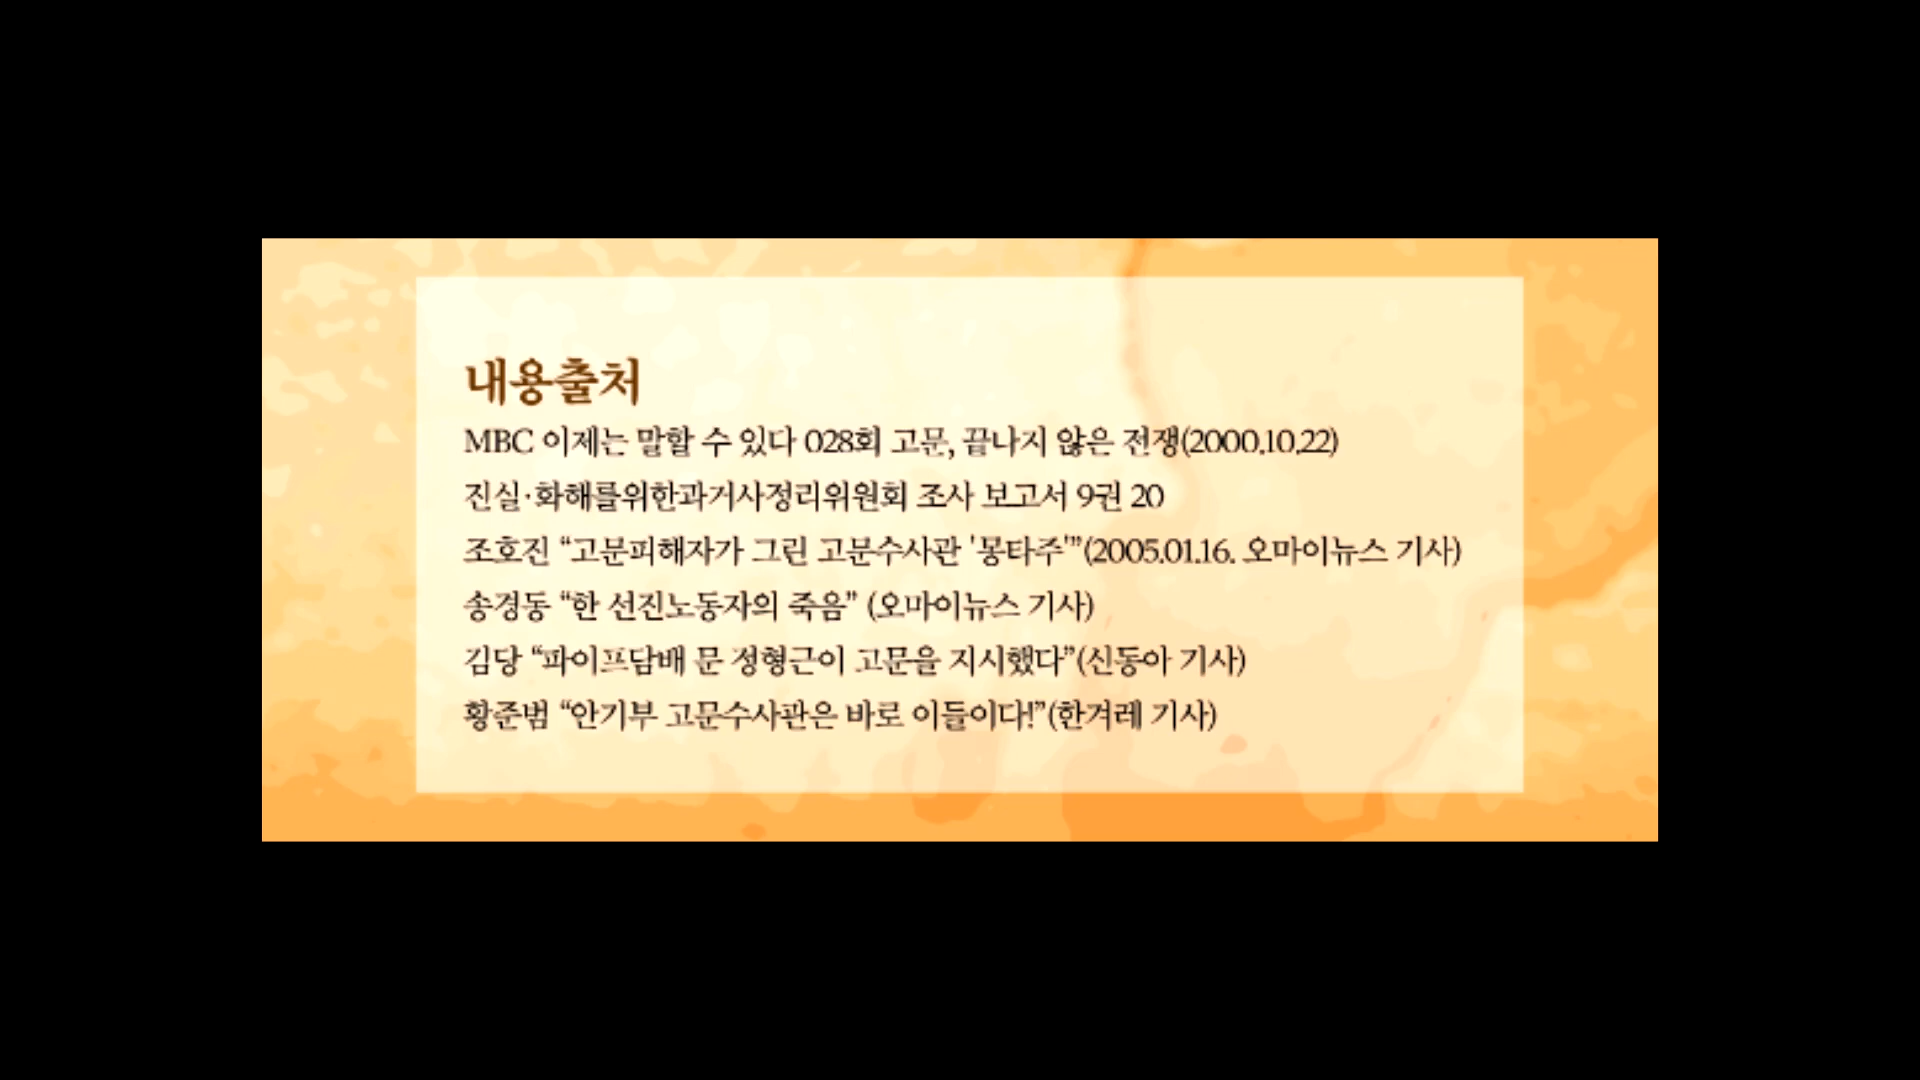 내용출처
MBC 이제는 말할 수 있다 028회 고문, 끝나지 않은 전쟁(2000.10.22)
진실·화해를위한과거사정리위원회 조사 보고서 9권 20
조호진 “고문피해자가 그린 고문수사관 '몽타주'”(2005.01.16. 오마이뉴스 기사)
송경동 “한 선진노동자의 죽음” (오마이뉴스 기사)
김당 “파이프담배 문 정형근이 고문을 지시했다”(신동아 기사)
황준범 “안기부 고문수사관은 바로 이들이다!”(한겨레 기사)